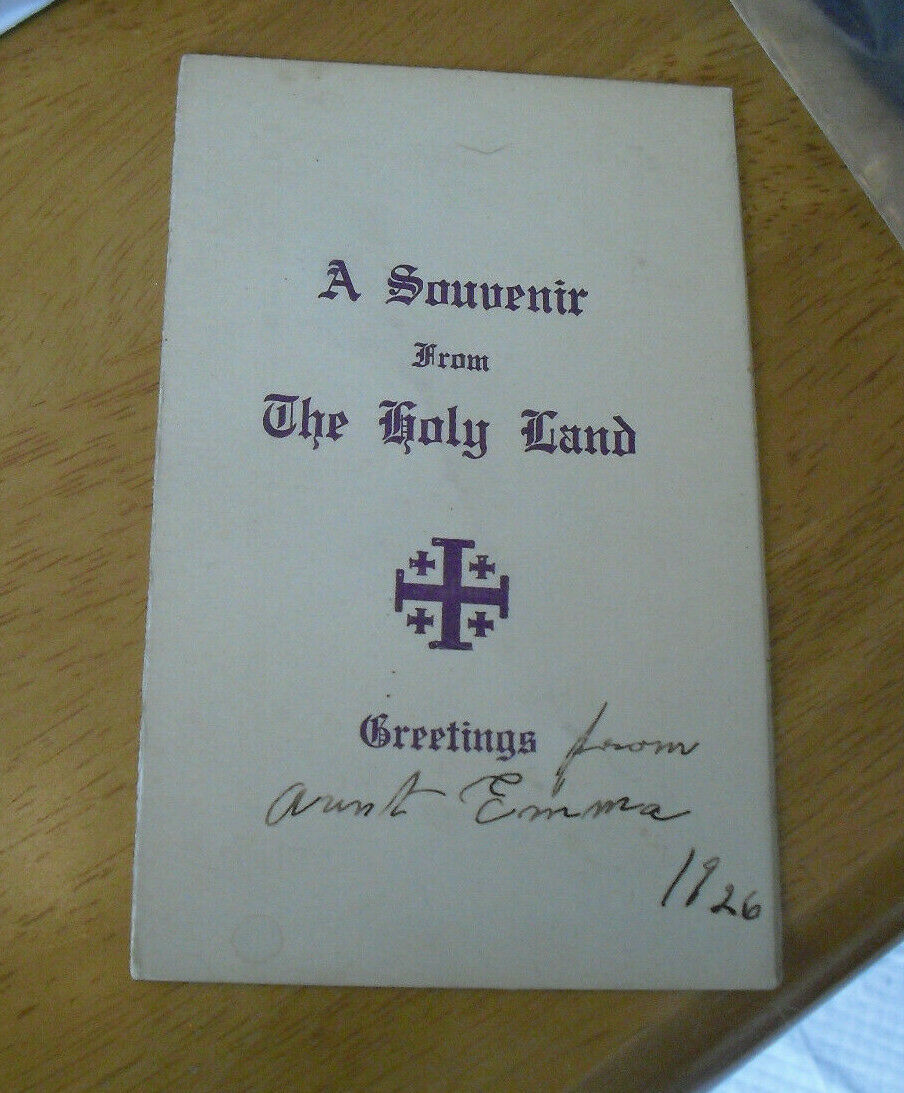 A Souvenir
From
The Holy Land
Greetings from
Aunt Emma
1926